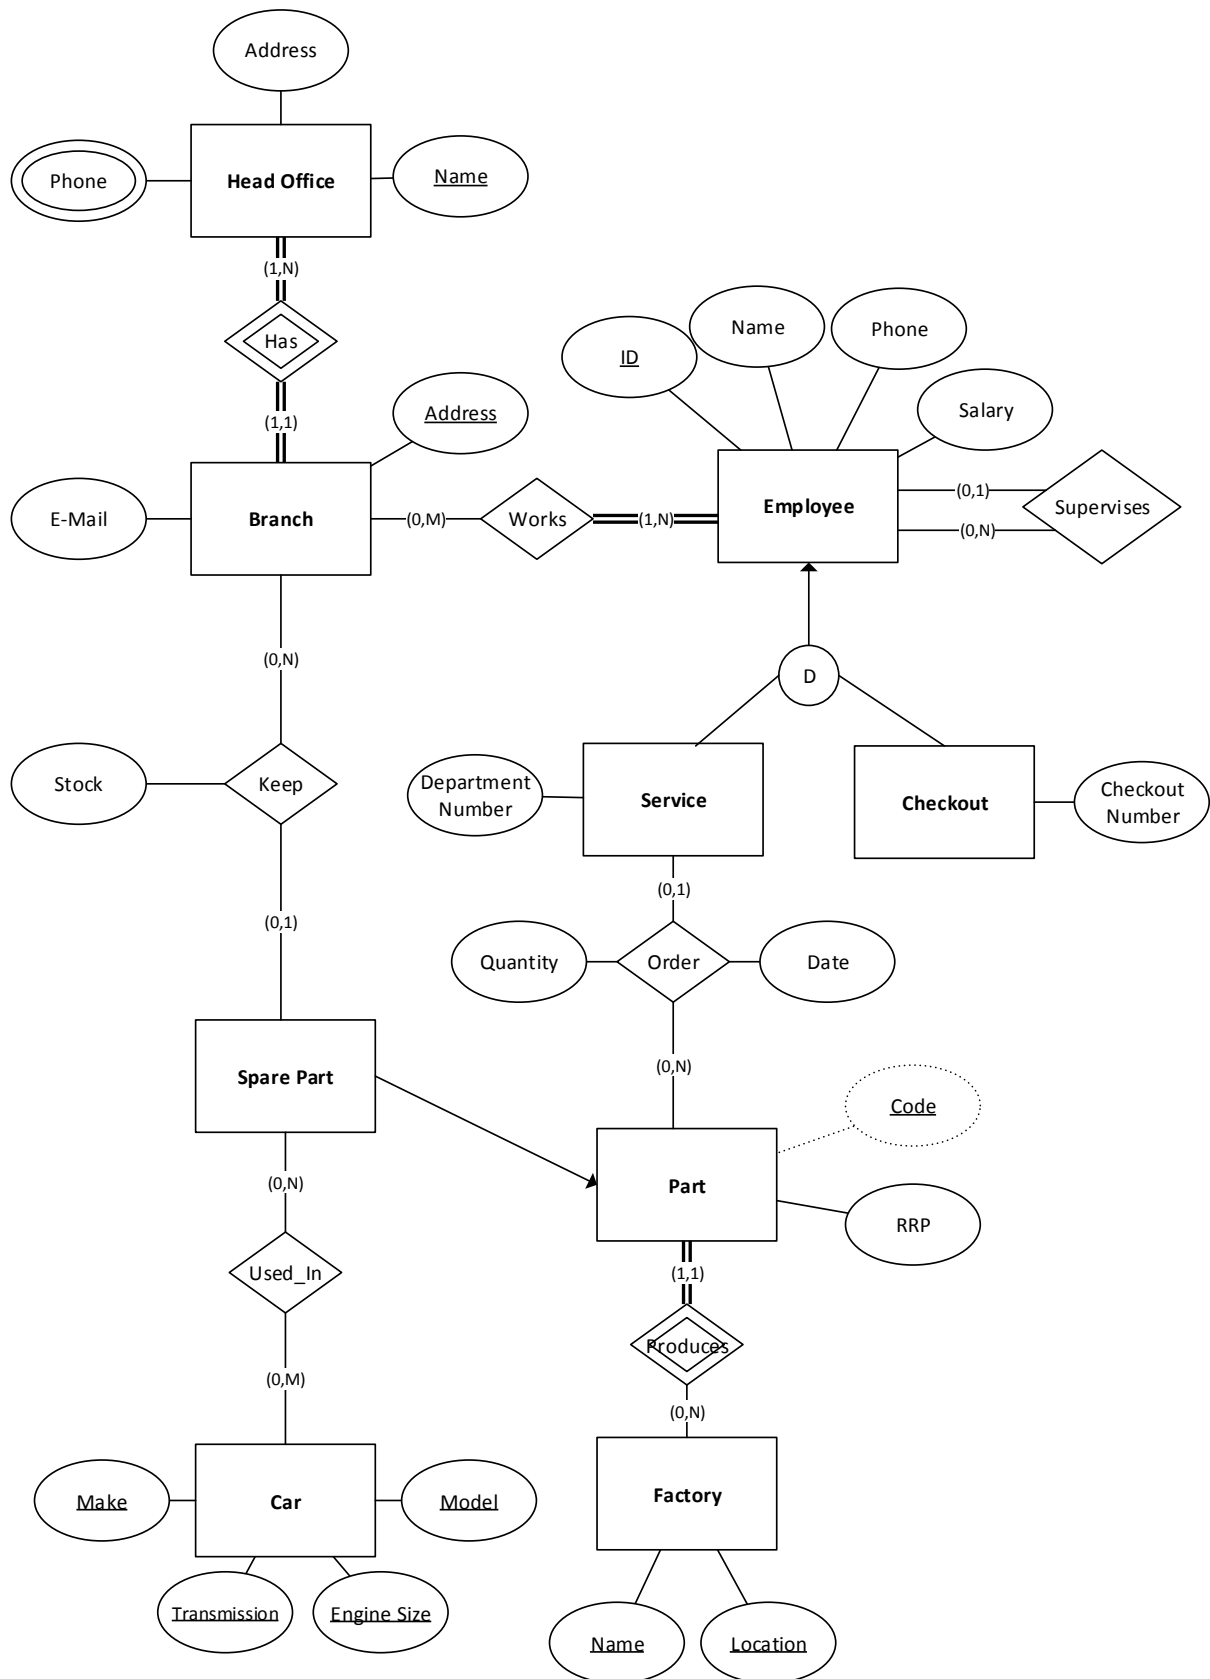 Address
Phone
Head Office
Name
(1,N)
Has
(1,1)
Address
E-Mail
Branch
(0,M)
Works
(1,N)
ID
Name
Phone
Salary
Employee
(0,1)
(0,N)
Supervises
D
(0,N)
Stock
Keep
(0,1)
Department
Number
Service
Checkout
Checkout
Number
(0,1)
Quantity
Order
Date
(0,N)
Spare Part
Code
Part
RRP
(0,N)
Used_In
(0,M)
(1,1)
Produces
(0,N)
Make
Car
Model
Transmission
Engine Size
Factory
Name
Location